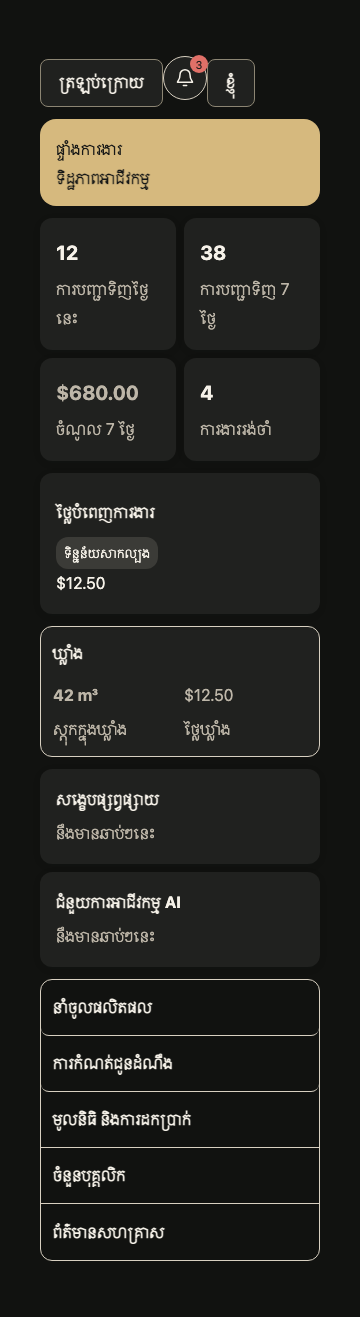 ត្រឡប់ក្រោយ
3
ខ្ញុំ
ផ្ទាំងការងារ
ទិដ្ឋភាពអាជីវកម្ម
12
ការបញ្ជាទិញថ្ងៃ
នេះ
38
ការបញ្ជាទិញ 7
ថ្ងៃ
$680.00
ចំណូល 7 ថ្ងៃ
4
ការងាររង់ចាំ
ថ្លៃបំពេញការងារ
ទិន្នន័យសាកល្បង
$12.50
ឃ្លាំង
42 m³
$12.50
ស្តុកក្នុងឃ្លាំង
ថ្លៃឃ្លាំង
សង្ខេបផ្សព្វផ្សាយ
នឹងមានឆាប់ៗនេះ
ជំនួយការអាជីវកម្ម AI
នឹងមានឆាប់ៗនេះ
នាំចូលផលិតផល
ការកំណត់ជូនដំណឹង
មូលនិធិ និងការដកប្រាក់
ចំនួនបុគ្គលិក
ព័ត៌មានសហគ្រាស